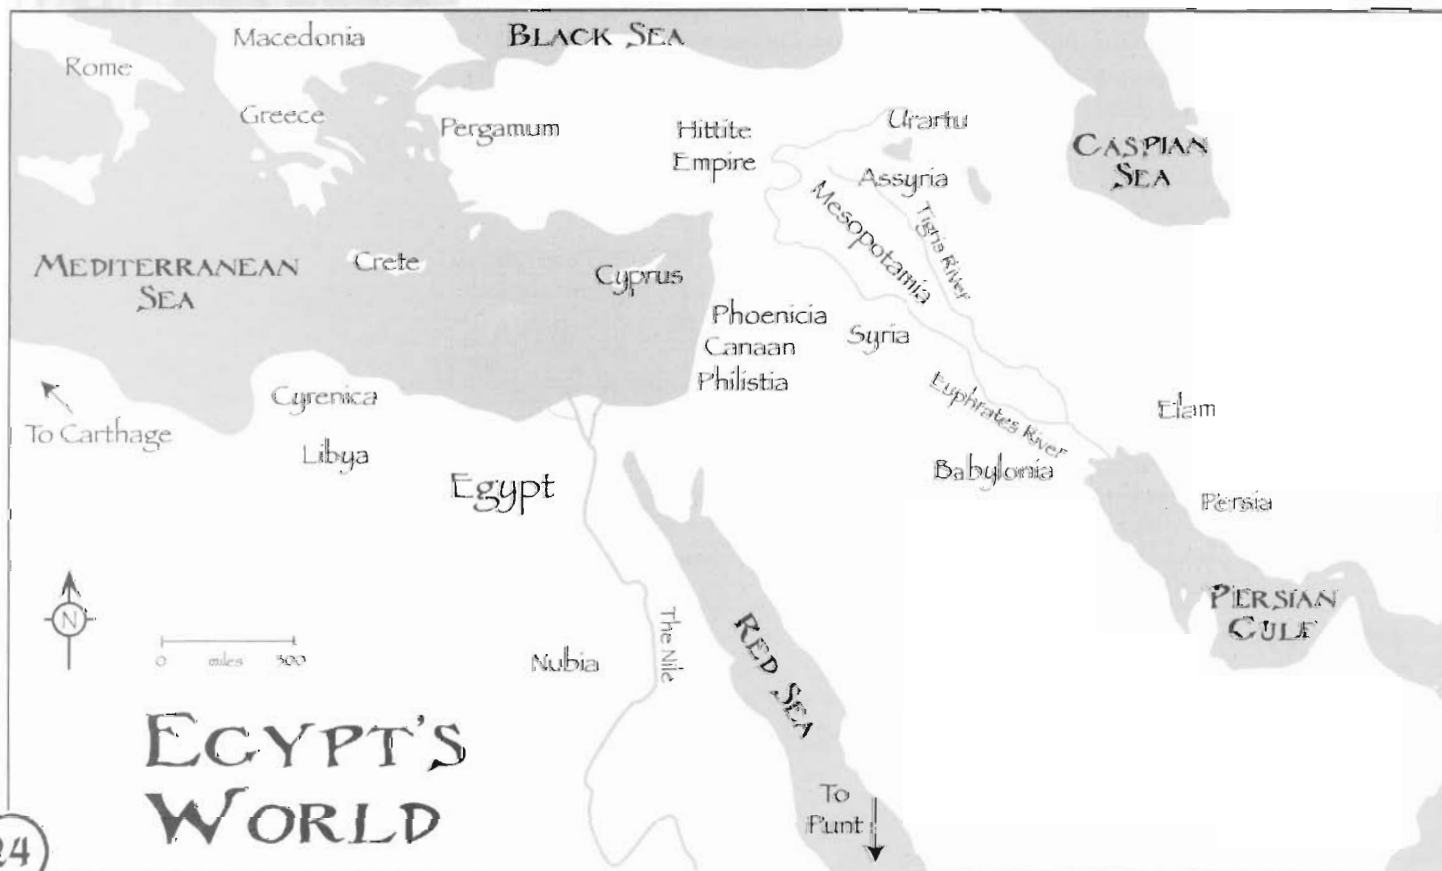 Macedonia
BLACK SEA
Rome
Greece
Pergamum
Hittite
Empire
Urartu
CASPIAN
SEA
Assyria
Mesopotamia
Tigris River
MEDITERRANEAN
SEA
Crete
Cyprus
Phoenicia
Canaan
Philistia
Syria
Euphrates River
Elam
Cyrenica
To Carthage
Libya
Egypt
Babylonia
Persia
PERSIAN
GULF
N
0 miles 300
Nubia
The Nile
RED SEA
EGYPT'S
WORLD
To
Punt
24